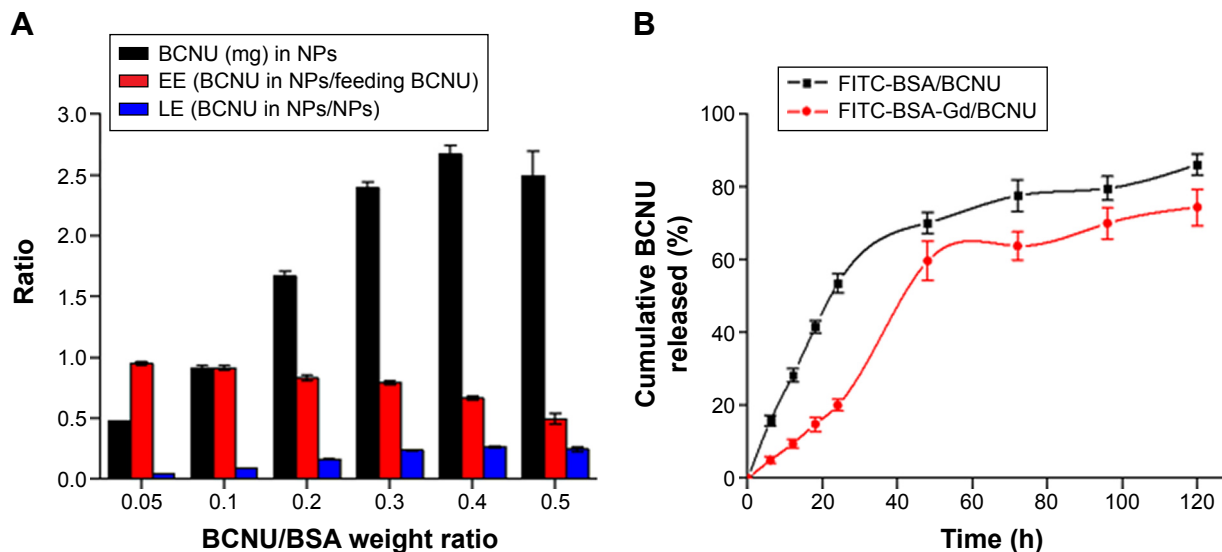 A
BCNU (mg) in NPs
EE (BCNU in NPs/feeding BCNU)
LE (BCNU in NPs/NPs)
3.0
2.5
2.0
1.5
1.0
0.5
0.0
Ratio
0.05 0.1 0.2 0.3 0.4 0.5
BCNU/BSA weight ratio
B
FITC-BSA/BCNU
FITC-BSA-Gd/BCNU
100
80
60
40
20
0
Cumulative BCNU
released (%)
0 20 40 60 80 100 120
Time (h)